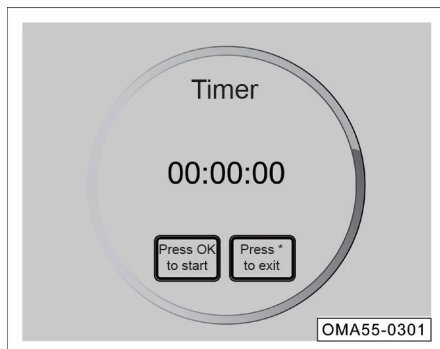 Timer
00:00:00
Press OK
to start
Press *
to exit
OMA55-0301